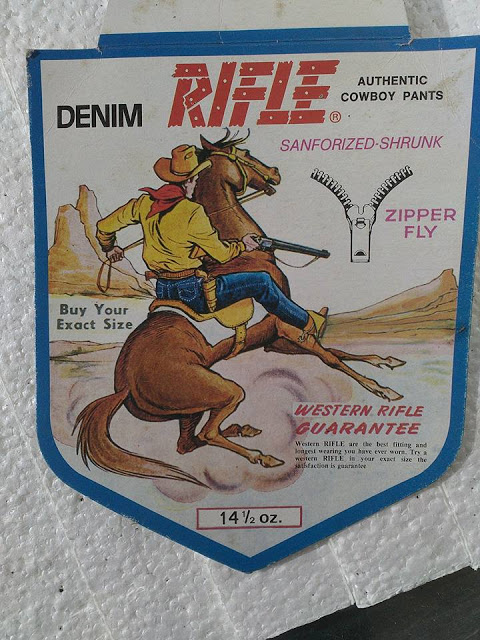 DENIM
RIFLE®
AUTHENTIC
COWBOY PANTS
SANFORIZED-SHRUNK
ZIPPER
FLY
Buy Your
Exact Size
WESTERN RIFLE
GUARANTEE
Western RIFLE are the best fitting and
longest wearing you have ever worn. Try a
western RIFLE in your exact size the
satisfaction is guarantee
14 1/2 oz.